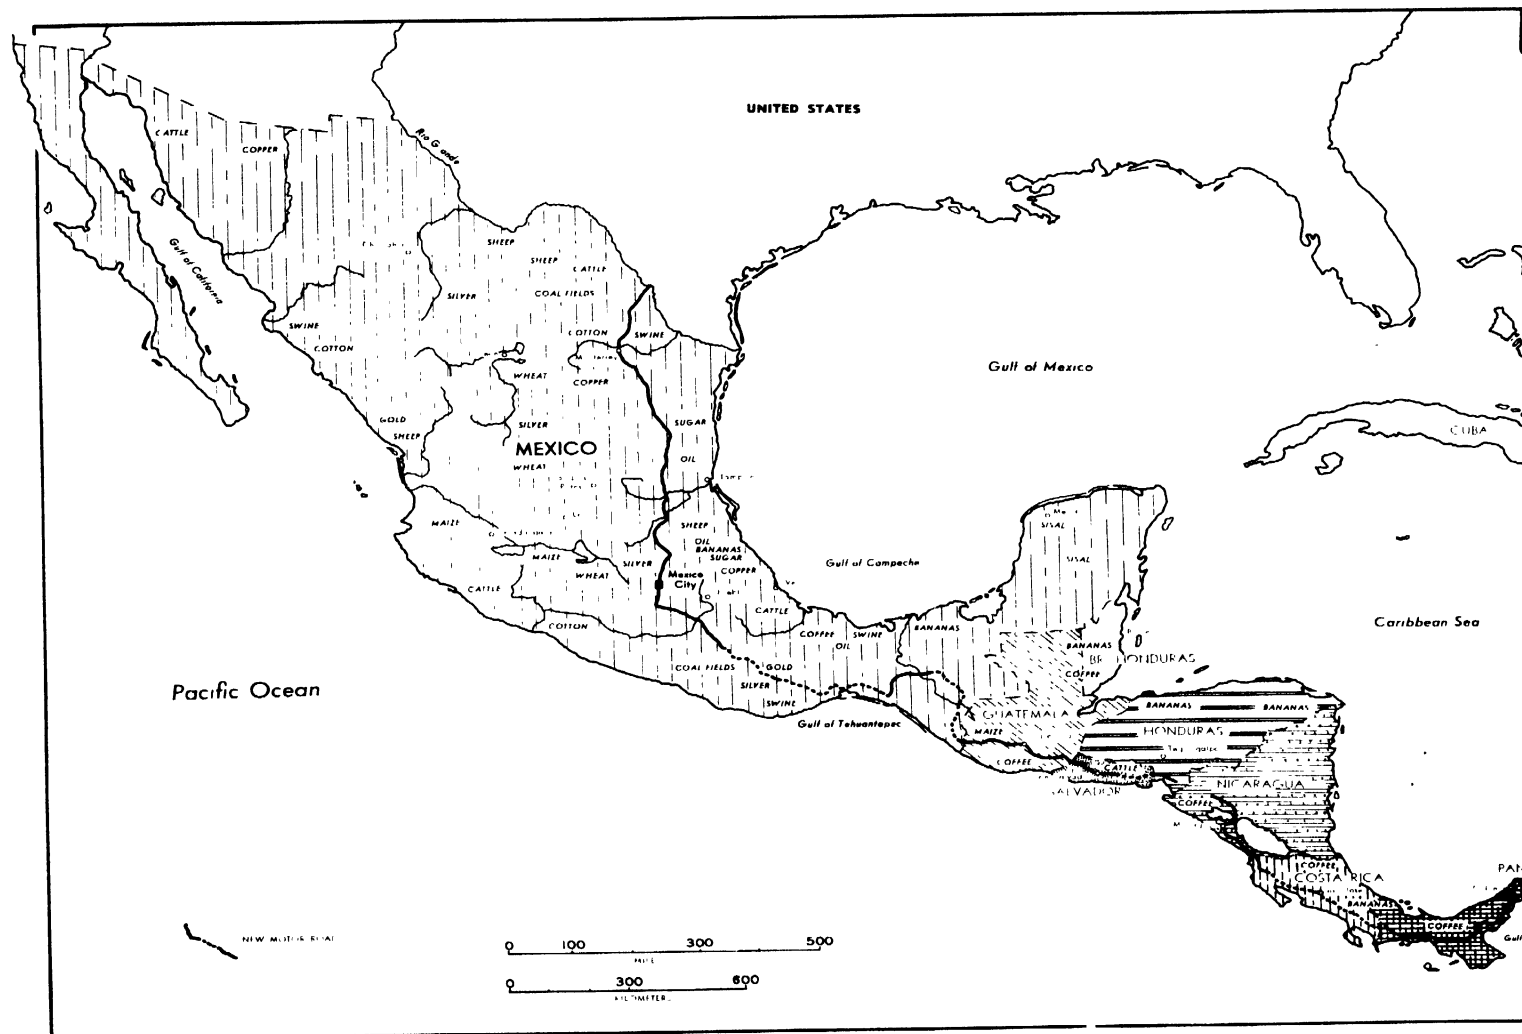 UNITED STATES
CATTLE
COPPER
Rio Grande
Gulf of California
SHEEP
SHEEP
CATTLE
SILVER
COAL FIELDS
SWINE
COTTON
COTTON
SWINE
WHEAT
COPPER
Gulf of Mexico
GOLD
SHEEP
SILVER
SUGAR
MEXICO
CUBA
WHEAT
OIL
MAIZE
SHEEP
SISAL
OIL
BANANAS
SUGAR
MAIZE
SILVER
COPPER
SISAL
Gulf of Campeche
WHEAT
Mexico
City
CATTLE
CATTLE
COTTON
COFFEE
SWINE
OIL
BANANAS
Caribbean Sea
BANANAS
BR. HONDURAS
COAL FIELDS
GOLD
COFFEE
Pacific Ocean
SILVER
SWINE
Gulf of Tehuantepec
GUATEMALA
BANANAS
BANANAS
MAIZE
HONDURAS
COFFEE
CATTLE
NICARAGUA
COFFEE
COFFEE
COSTA RICA
PAN
BANANAS
COFFEE
Gulf
NEW MOTOR ROAD
0 100 300 500
0 300 600